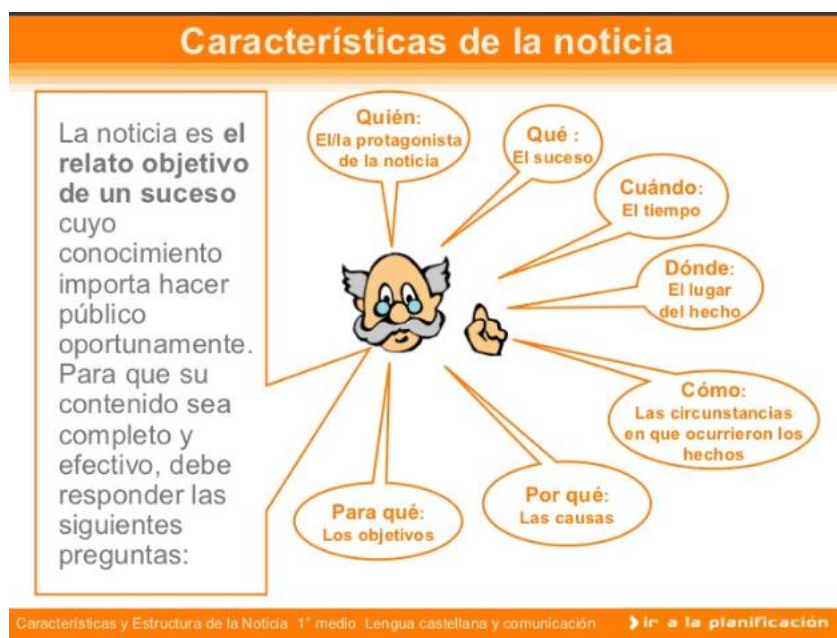 Características de la noticia
La noticia es el
relato objetivo
de un suceso
cuyo
conocimiento
importa hacer
público
oportunamente.
Para que su
contenido sea
completo y
efectivo, debe
responder las
siguientes
preguntas:
Quién:
El/la protagonista
de la noticia
Qué :
El suceso
Cuándo:
El tiempo
Dónde:
El lugar
del hecho
Cómo:
Las circunstancias
en que ocurrieron los
hechos
Por qué:
Las causas
Para qué:
Los objetivos
Características y Estructura de la Noticia 1° medio Lengua castellana y comunicación
ir a la planificación